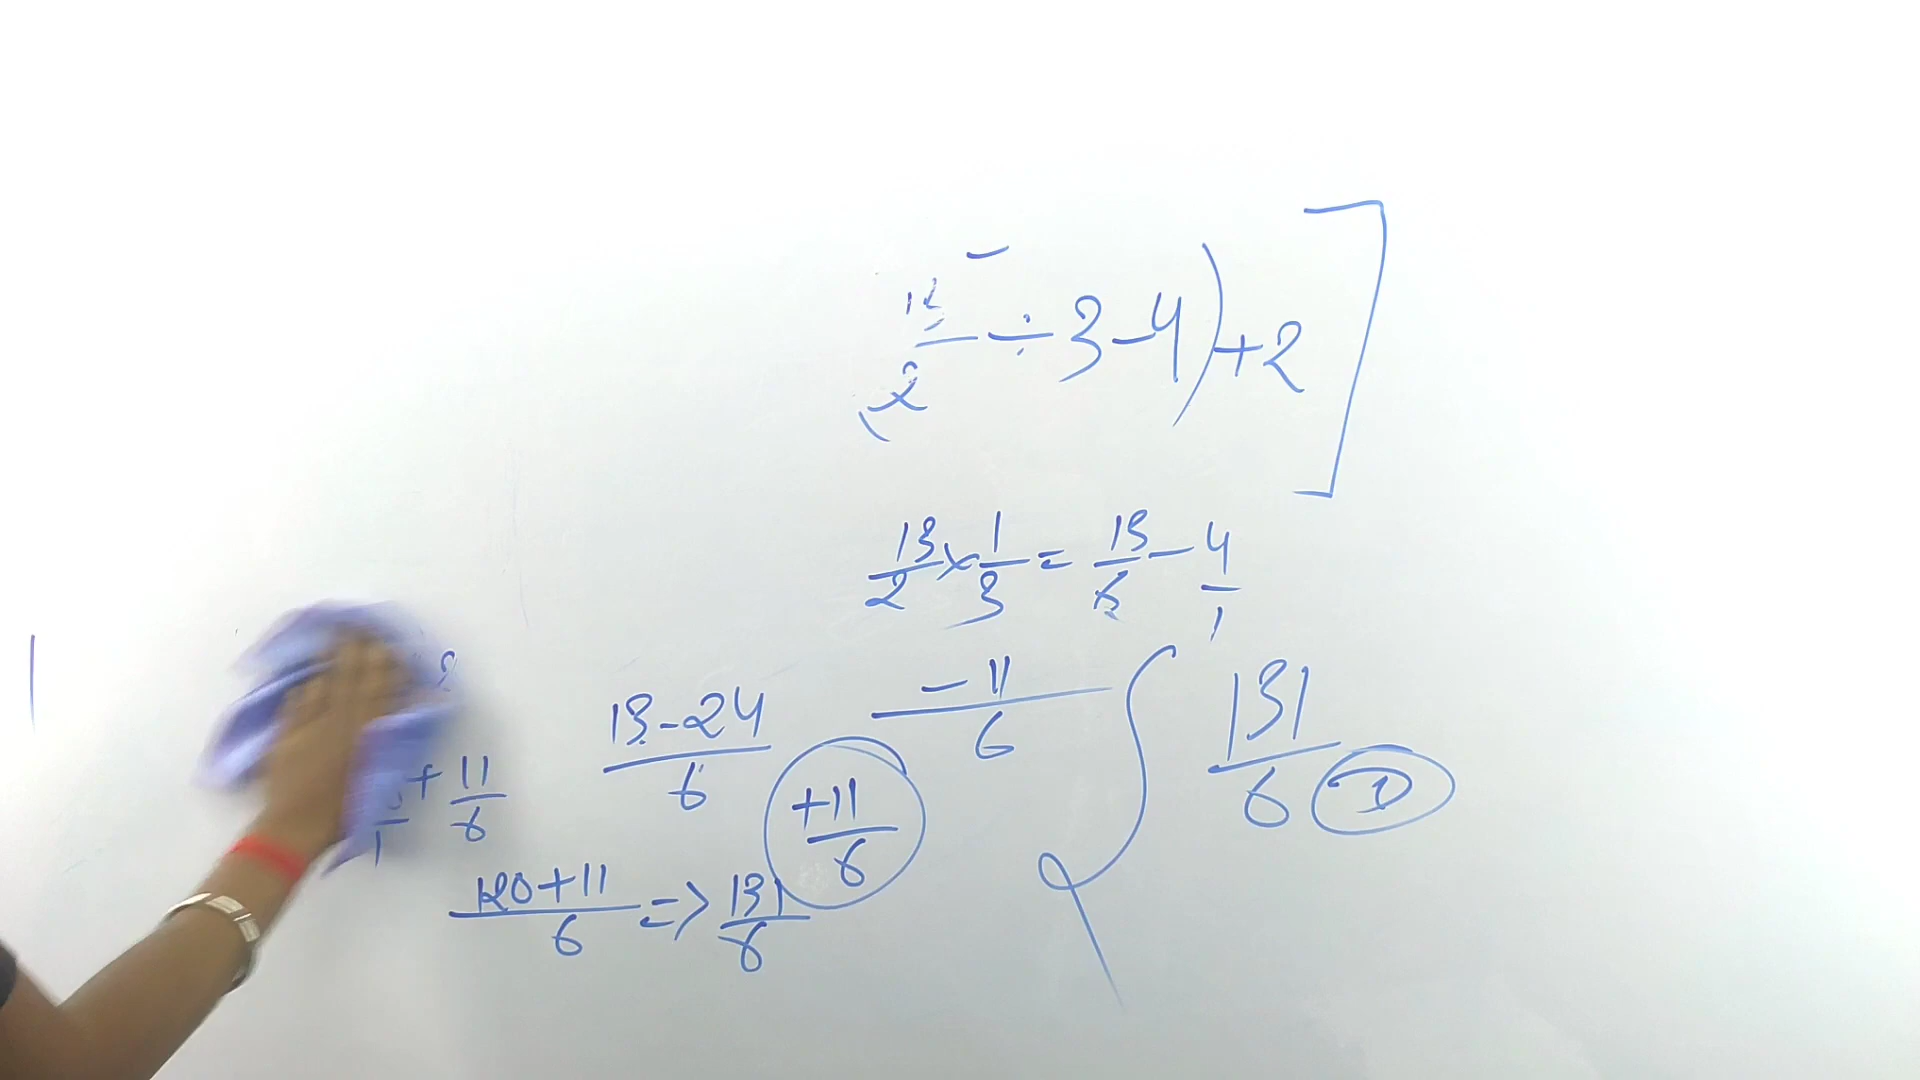 13/2 ÷ 3 - 4) + 2 ]
13/2 × 1/3 = 13/6 - 4/1
13-24/6 -11/6 131/6 D
+ 11/6 +11/6
120+11/6 => 131/6